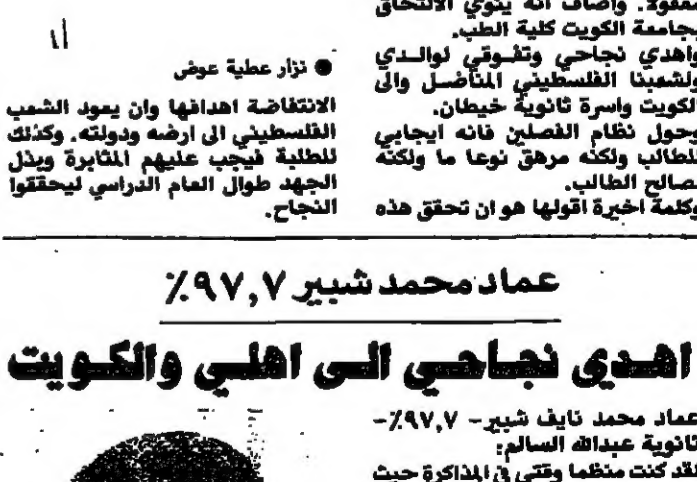 معقولا. واضاف انه ينوي الالتحاق
بجامعة الكويت كلية الطب.
واهدي نجاحي وتفوقي لوالدي
ولشعبنا الفلسطيني المناضل والى
الكويت واسرة ثانوية خيطان.
وحول نظام الفصلين فانه ايجابي
للطالب ولكنه مرهق نوعا ما ولكنه
لصالح الطالب.
وكلمة اخيرة اقولها هو ان تحقق هذه
● نزار عطية عوض
الانتفاضة اهدافها وان يعود الشعب
الفلسطيني الى ارضه ودولته. وكذلك
للطلبة فيجب عليهم المثابرة وبذل
الجهد طوال العام الدراسي ليحققوا
النجاح.
عماد محمد شبير ٩٧,٧٪
اهدي نجاحي الى اهلي والكويت
عماد محمد نايف شبير – ٩٧,٧٪ –
ثانوية عبدالله السالم:
لقد كنت منظما وقتي في المذاكرة حيث